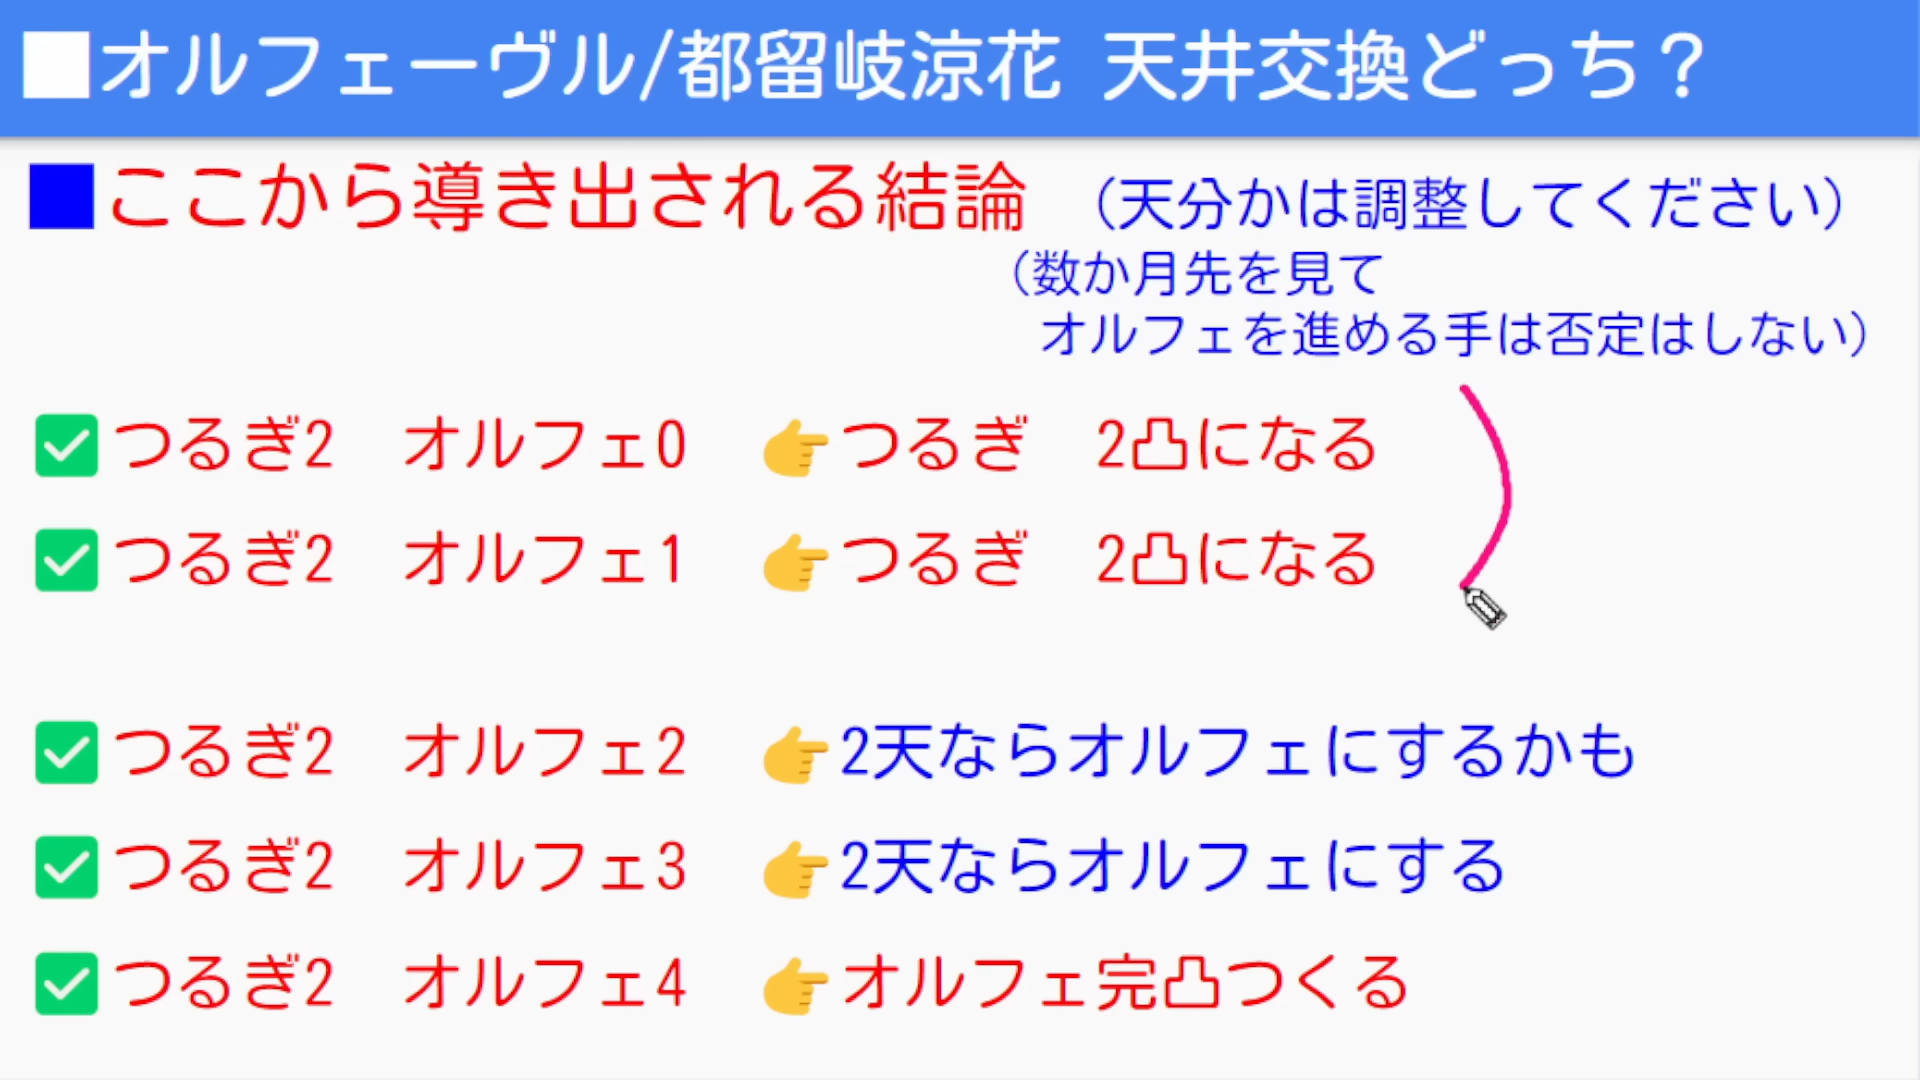 ■オルフェーヴル/都留岐涼花 天井交換どっち？
■ここから導き出される結論 （天分かは調整してください）
（数か月先を見て
オルフェを進める手は否定はしない）
✅つるぎ2 オルフェ0 👉つるぎ 2凸になる
✅つるぎ2 オルフェ1 👉つるぎ 2凸になる
✅つるぎ2 オルフェ2 👉2天ならオルフェにするかも
✅つるぎ2 オルフェ3 👉2天ならオルフェにする
✅つるぎ2 オルフェ4 👉オルフェ完凸つくる